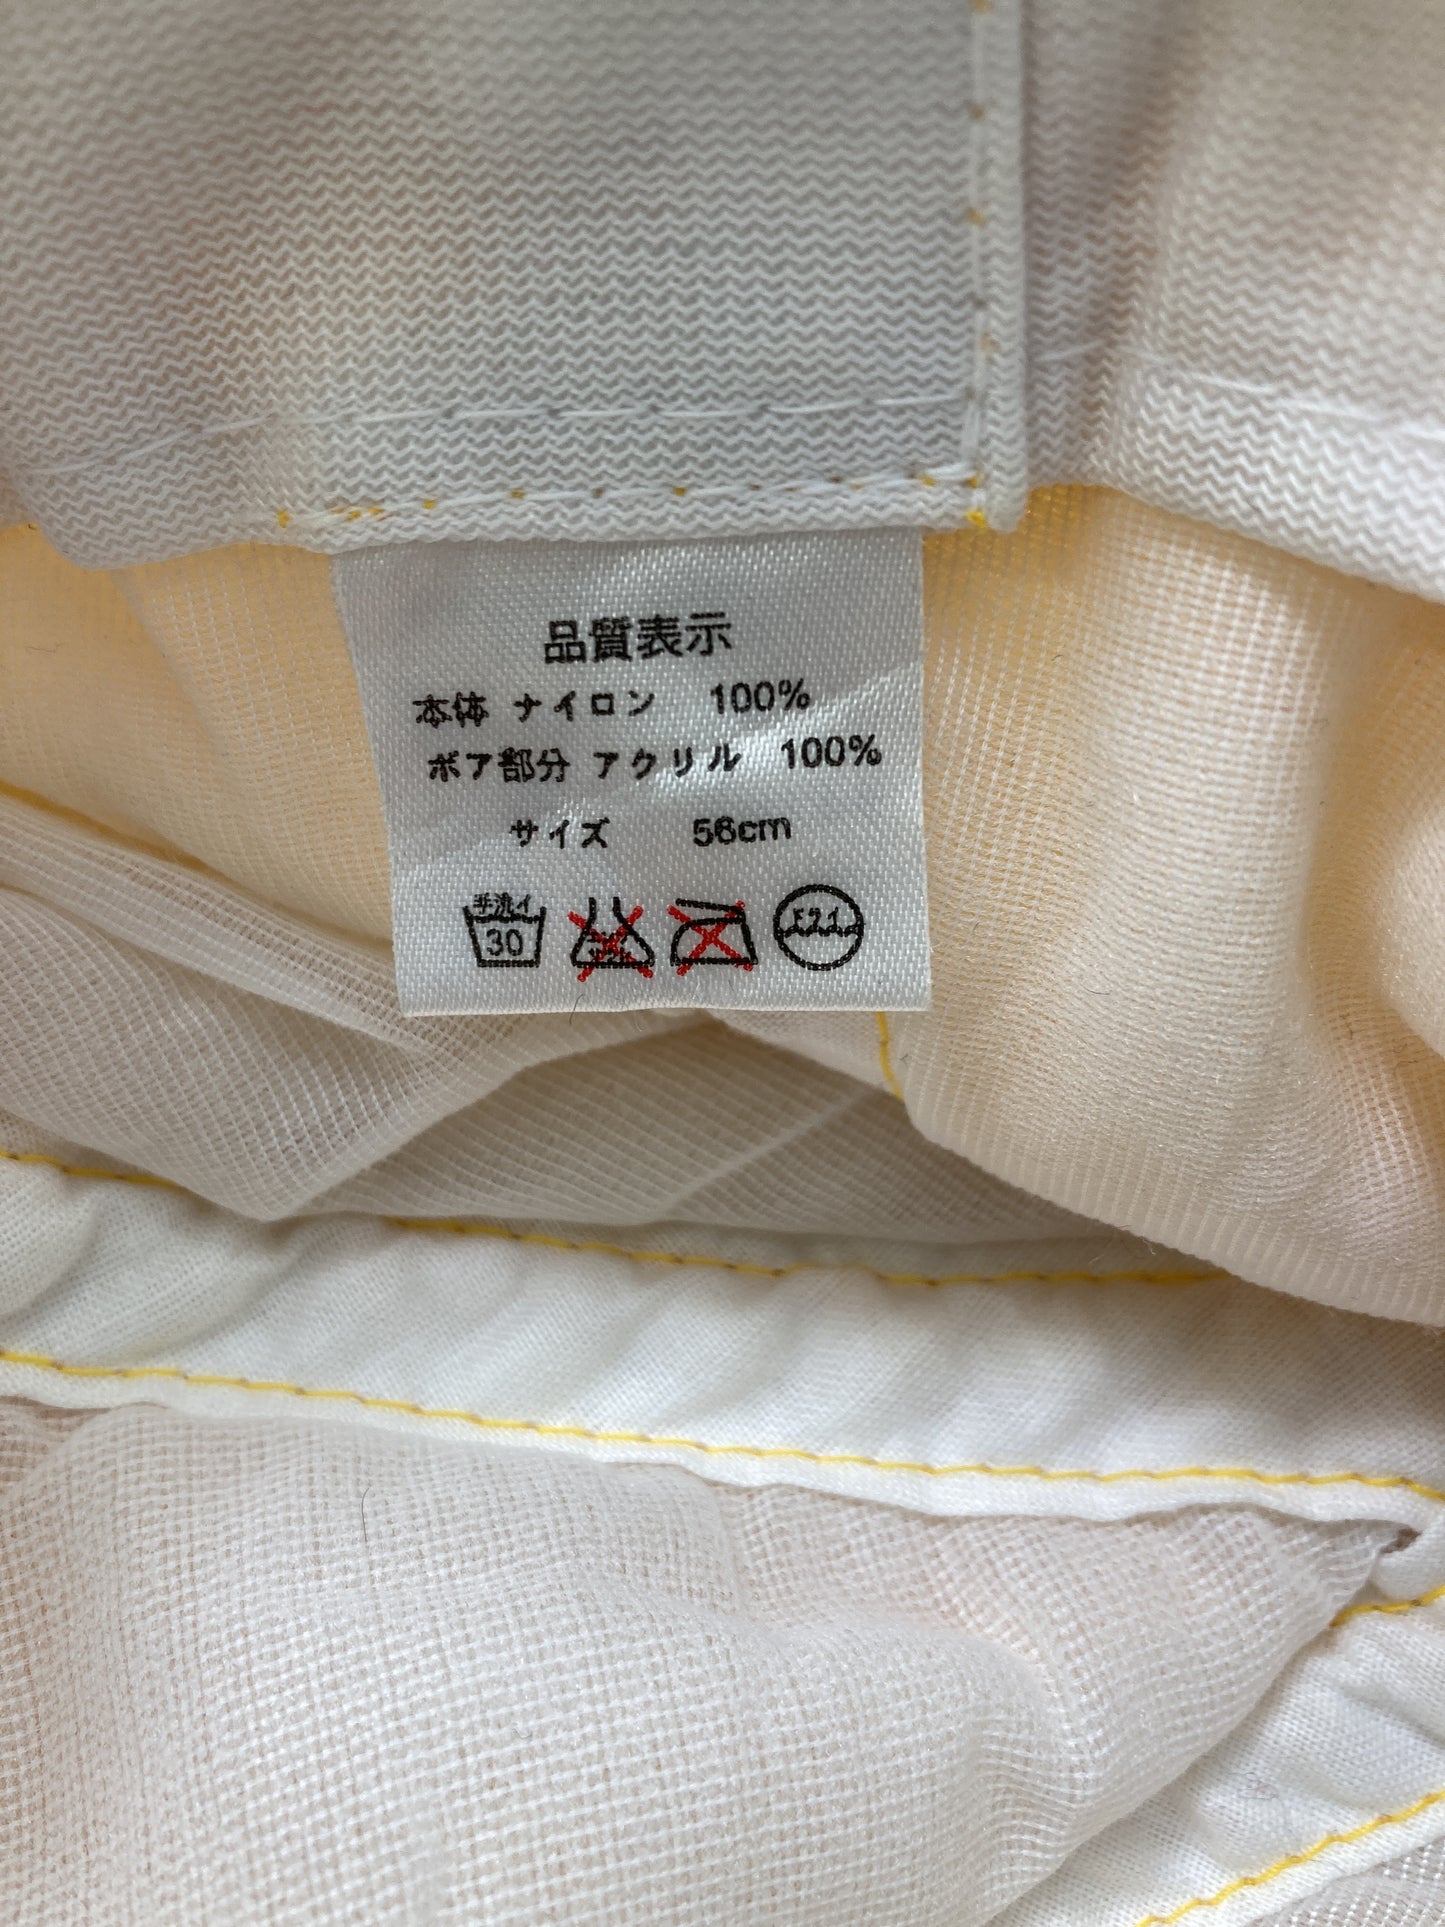 品質表示
本体 ナイロン 100%
ボア部分 アクリル 100%
サイズ 56cm
手洗イ 30 ドライ